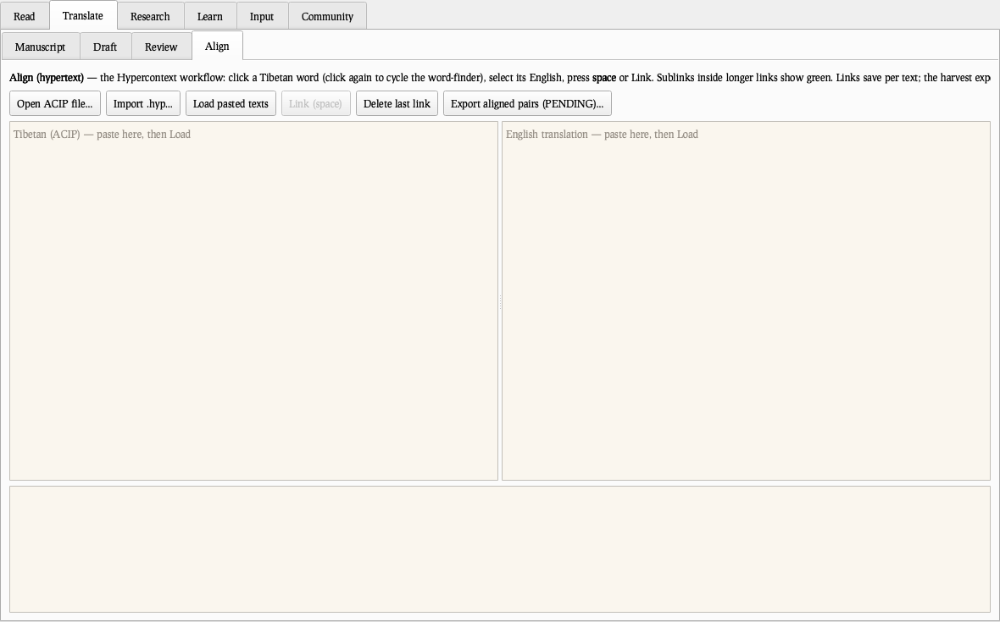 Read Translate Research Learn Input Community
Manuscript Draft Review Align
Align (hypertext) — the Hypercontext workflow: click a Tibetan word (click again to cycle the word-finder), select its English, press space or Link. Sublinks inside longer links show green. Links save per text; the harvest exp
Open ACIP file... Import .hyp... Load pasted texts Link (space) Delete last link Export aligned pairs (PENDING)...
Tibetan (ACIP) — paste here, then Load
English translation — paste here, then Load